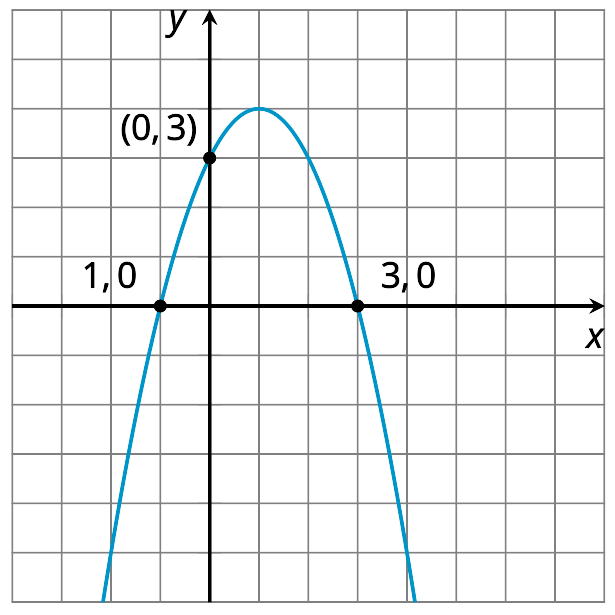 y
(0, 3)
1, 0
3, 0
x